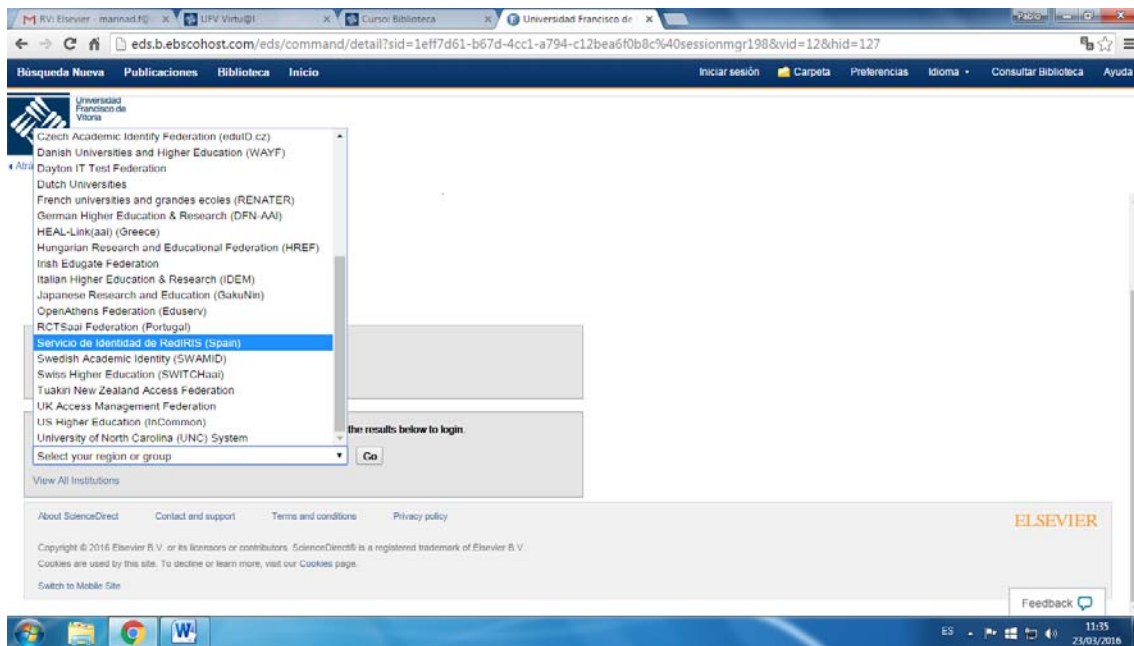 RV: Elsevier - marinad.f@
UFV Virtu@l
Curso: Biblioteca
Universidad Francisco de
Pablo
eds.b.ebscohost.com/eds/command/detail?sid=1eff7d61-b67d-4cc1-a794-c12bea6f0b8c%40sessionmgr198&vid=12&hid=127
Búsqueda Nueva Publicaciones Biblioteca Inicio Iniciar sesión Carpeta Preferencias Idioma Consultar Biblioteca Ayuda
Universidad
Francisco de
Vitoria
Atrá
Czech Academic Identify Federation (eduID.cz)
Danish Universities and Higher Education (WAYF)
Dayton IT Test Federation
Dutch Universities
French universities and grandes ecoles (RENATER)
German Higher Education & Research (DFN-AAI)
HEAL-Link(aai) (Greece)
Hungarian Research and Educational Federation (HREF)
Irish Edugate Federation
Italian Higher Education & Research (IDEM)
Japanese Research and Education (GakuNin)
OpenAthens Federation (Eduserv)
RCTSaai Federation (Portugal)
Servicio de Identidad de RedIRIS (Spain)
Swedish Academic Identity (SWAMID)
Swiss Higher Education (SWITCHaai)
Tuakiri New Zealand Access Federation
UK Access Management Federation
US Higher Education (InCommon)
University of North Carolina (UNC) System
the results below to login.
Select your region or group Go
View All Institutions
About ScienceDirect Contact and support Terms and conditions Privacy policy
ELSEVIER
Copyright © 2016 Elsevier B.V. or its licensors or contributors. ScienceDirect® is a registered trademark of Elsevier B.V.
Cookies are used by this site. To decline or learn more, visit our Cookies page.
Switch to Mobile Site
Feedback
ES 11:35
23/03/2016